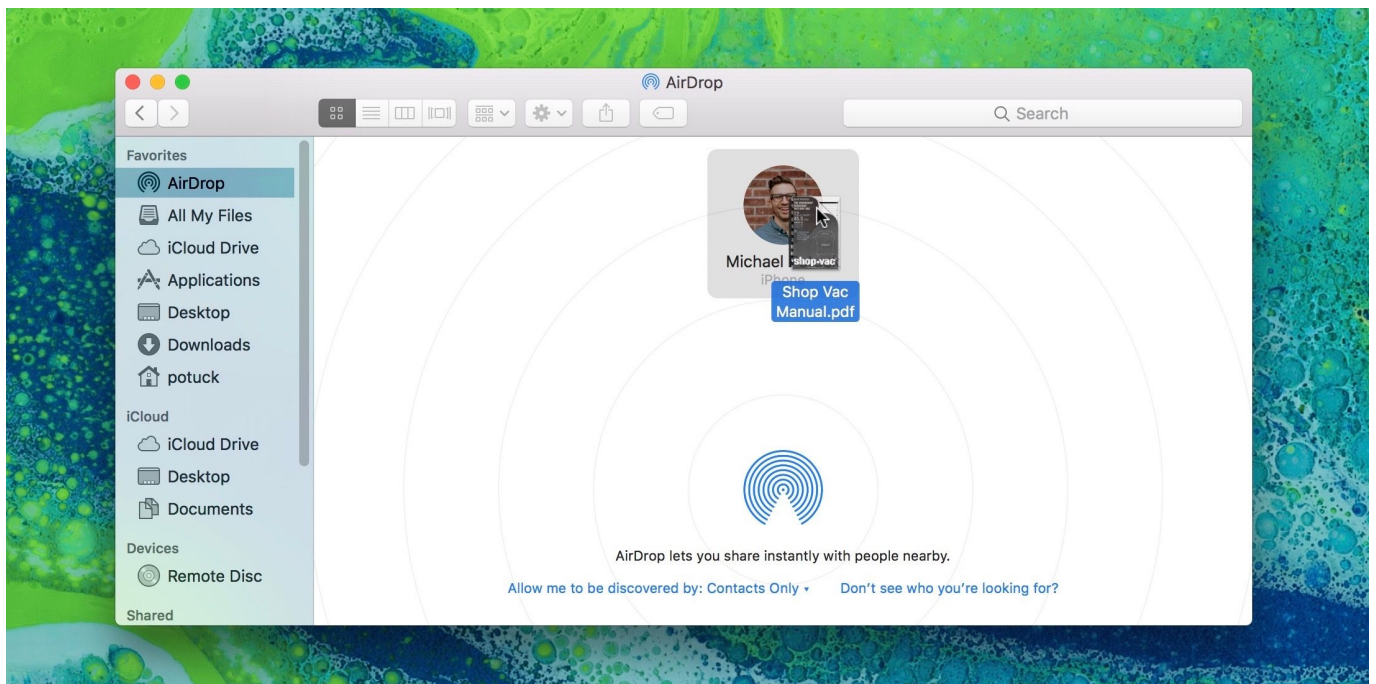 AirDrop
Search
Favorites
AirDrop
All My Files
iCloud Drive
Applications
Desktop
Downloads
potuck
iCloud
iCloud Drive
Desktop
Documents
Devices
Remote Disc
Shared
Michael
shop-vac
iPhone
Shop Vac
Manual.pdf
AirDrop lets you share instantly with people nearby.
Allow me to be discovered by: Contacts Only Don't see who you're looking for?